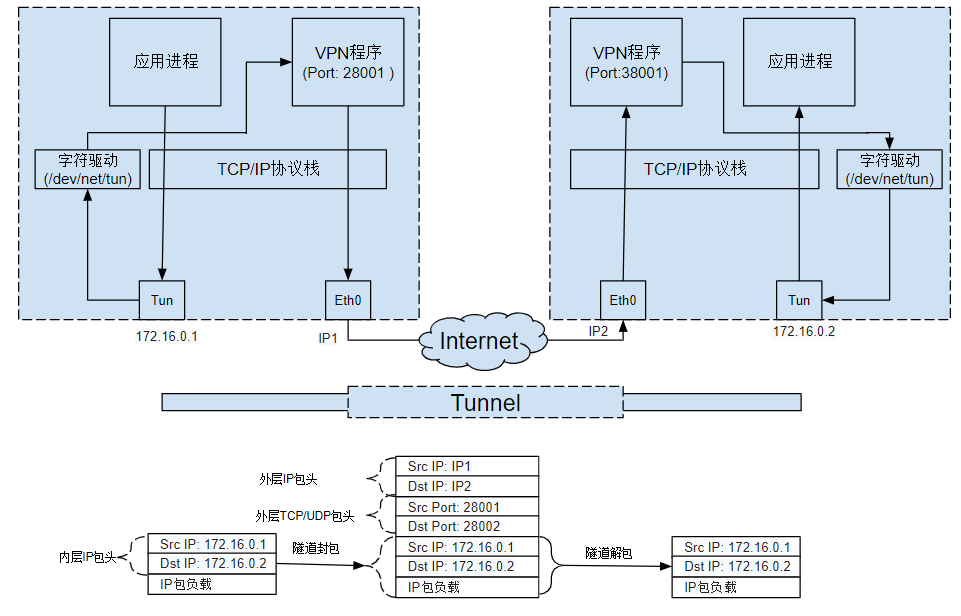 应用进程
VPN程序
(Port: 28001 )
字符驱动
(/dev/net/tun)
TCP/IP协议栈
Tun
Eth0
172.16.0.1
IP1
VPN程序
(Port:38001)
应用进程
TCP/IP协议栈
字符驱动
(/dev/net/tun)
Eth0
Tun
IP2
172.16.0.2
Internet
Tunnel
外层IP包头
Src IP: IP1
Dst IP: IP2
外层TCP/UDP包头
Src Port: 28001
Dst Port: 28002
内层IP包头
Src IP: 172.16.0.1
Dst IP: 172.16.0.2
IP包负载
隧道封包
Src IP: 172.16.0.1
Dst IP: 172.16.0.2
IP包负载
隧道解包
Src IP: 172.16.0.1
Dst IP: 172.16.0.2
IP包负载